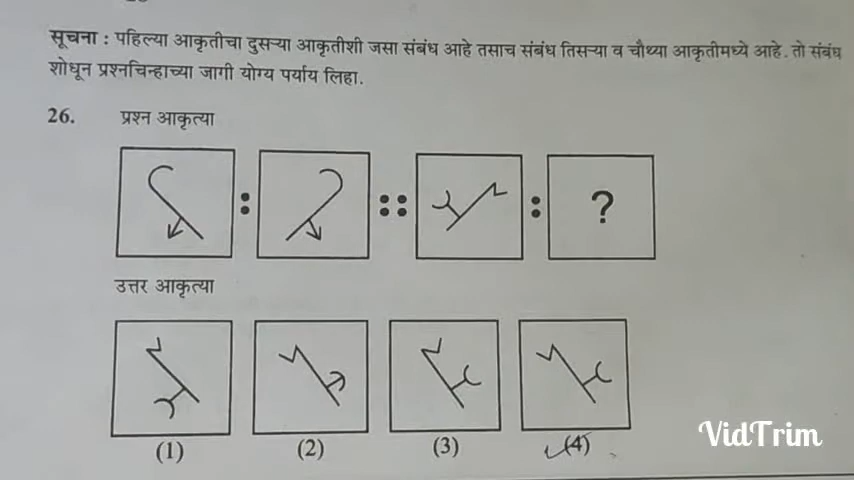 सूचना : पहिल्या आकृतीचा दुसऱ्या आकृतीशी जसा संबंध आहे तसाच संबंध तिसऱ्या व चौथ्या आकृतीमध्ये आहे. तो संबंध
शोधून प्रश्नचिन्हाच्या जागी योग्य पर्याय लिहा.
26. प्रश्न आकृत्या
: :: : ?
उत्तर आकृत्या
(1) (2) (3) (4)
VidTrim